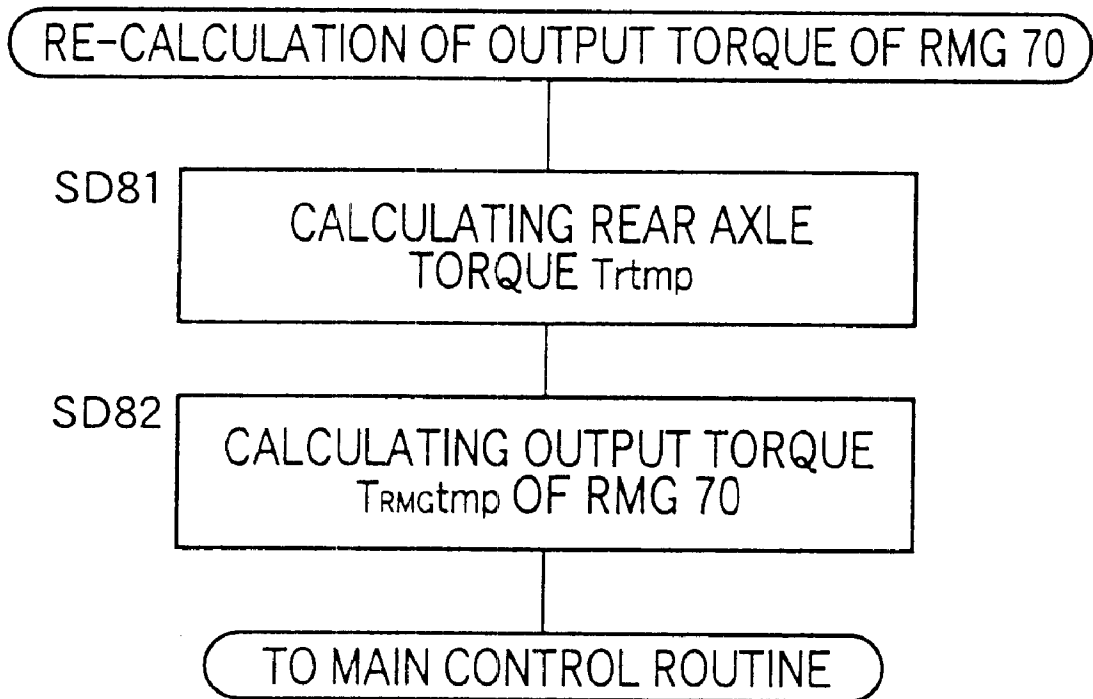 RE-CALCULATION OF OUTPUT TORQUE OF RMG 70
SD81
CALCULATING REAR AXLE
TORQUE Trtmp
SD82
CALCULATING OUTPUT TORQUE
TRMGtmp OF RMG 70
TO MAIN CONTROL ROUTINE